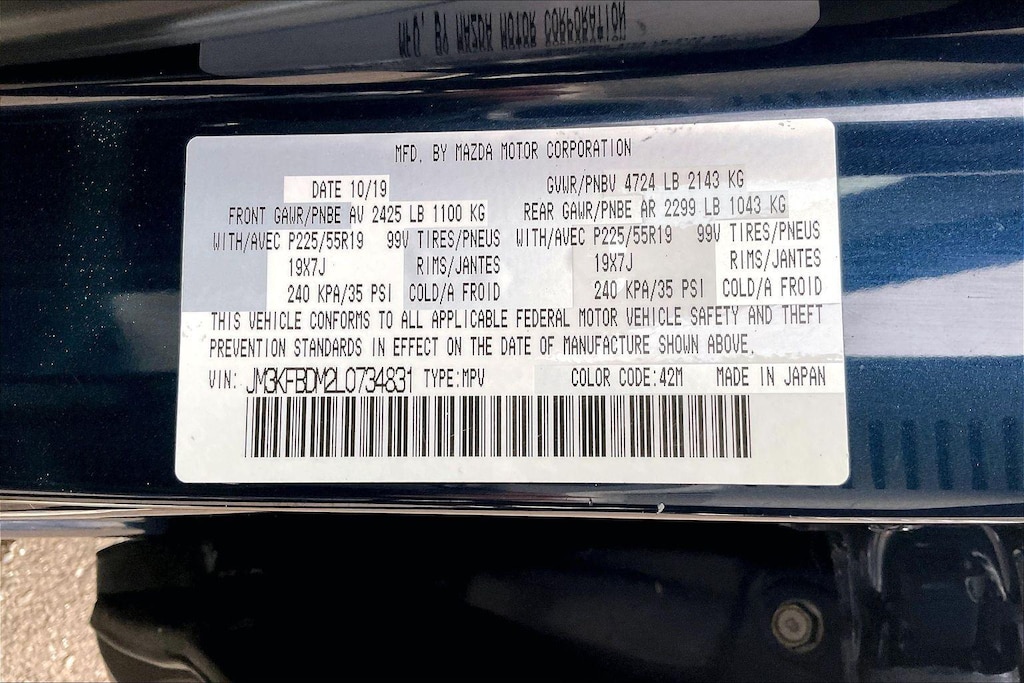 MFD. BY MAZDA MOTOR CORPORATION
MFD. BY MAZDA MOTOR CORPORATION
DATE 10/19 GVWR/PNBV 4724 LB 2143 KG
FRONT GAWR/PNBE AV 2425 LB 1100 KG REAR GAWR/PNBE AR 2299 LB 1043 KG
WITH/AVEC P225/55R19 99V TIRES/PNEUS WITH/AVEC P225/55R19 99V TIRES/PNEUS
19X7J RIMS/JANTES 19X7J RIMS/JANTES
240 KPA/35 PSI COLD/A FROID 240 KPA/35 PSI COLD/A FROID
THIS VEHICLE CONFORMS TO ALL APPLICABLE FEDERAL MOTOR VEHICLE SAFETY AND THEFT
PREVENTION STANDARDS IN EFFECT ON THE DATE OF MANUFACTURE SHOWN ABOVE.
VIN: JM3KFBDM2L0734831 TYPE:MPV COLOR CODE:42M MADE IN JAPAN